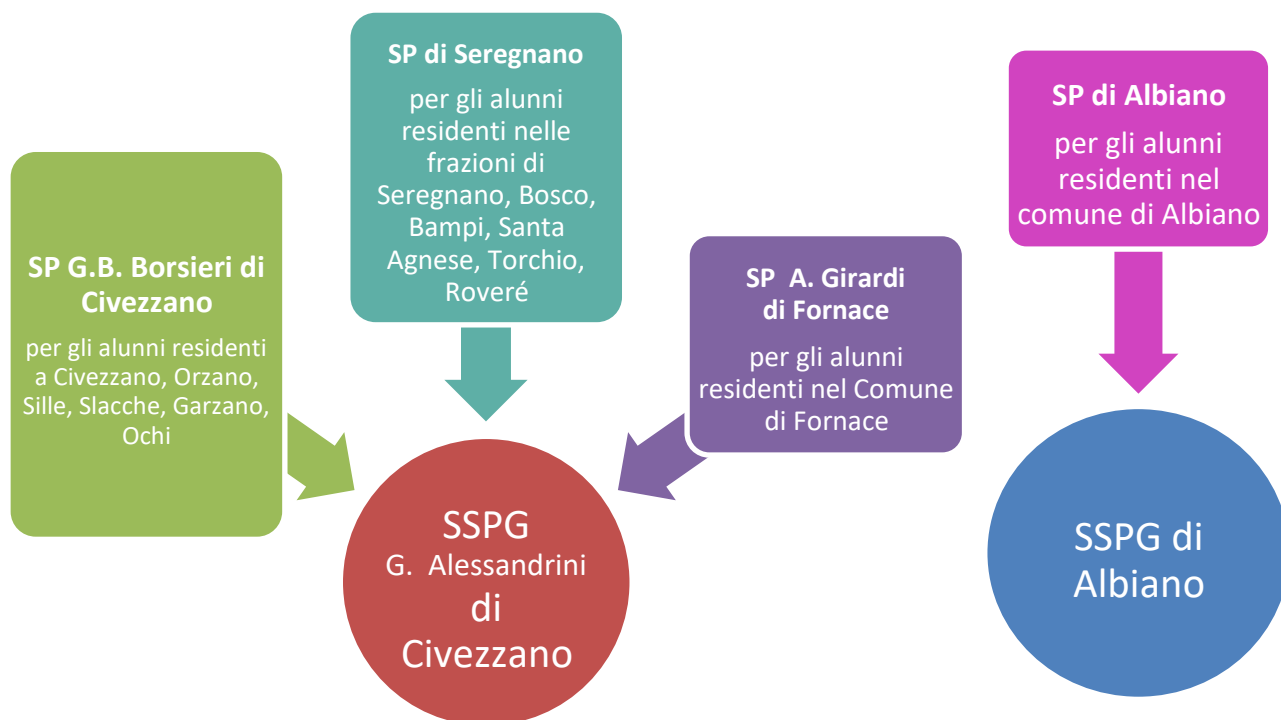 SP G.B. Borsieri di
Civezzano
per gli alunni residenti
a Civezzano, Orzano,
Sille, Slacche, Garzano,
Ochi
SP di Seregnano
per gli alunni
residenti nelle
frazioni di
Seregnano, Bosco,
Bampi, Santa
Agnese, Torchio,
Roveré
SP A. Girardi
di Fornace
per gli alunni
residenti nel Comune
di Fornace
SSPG
G. Alessandrini
di
Civezzano
SP di Albiano
per gli alunni
residenti nel
comune di Albiano
SSPG di
Albiano